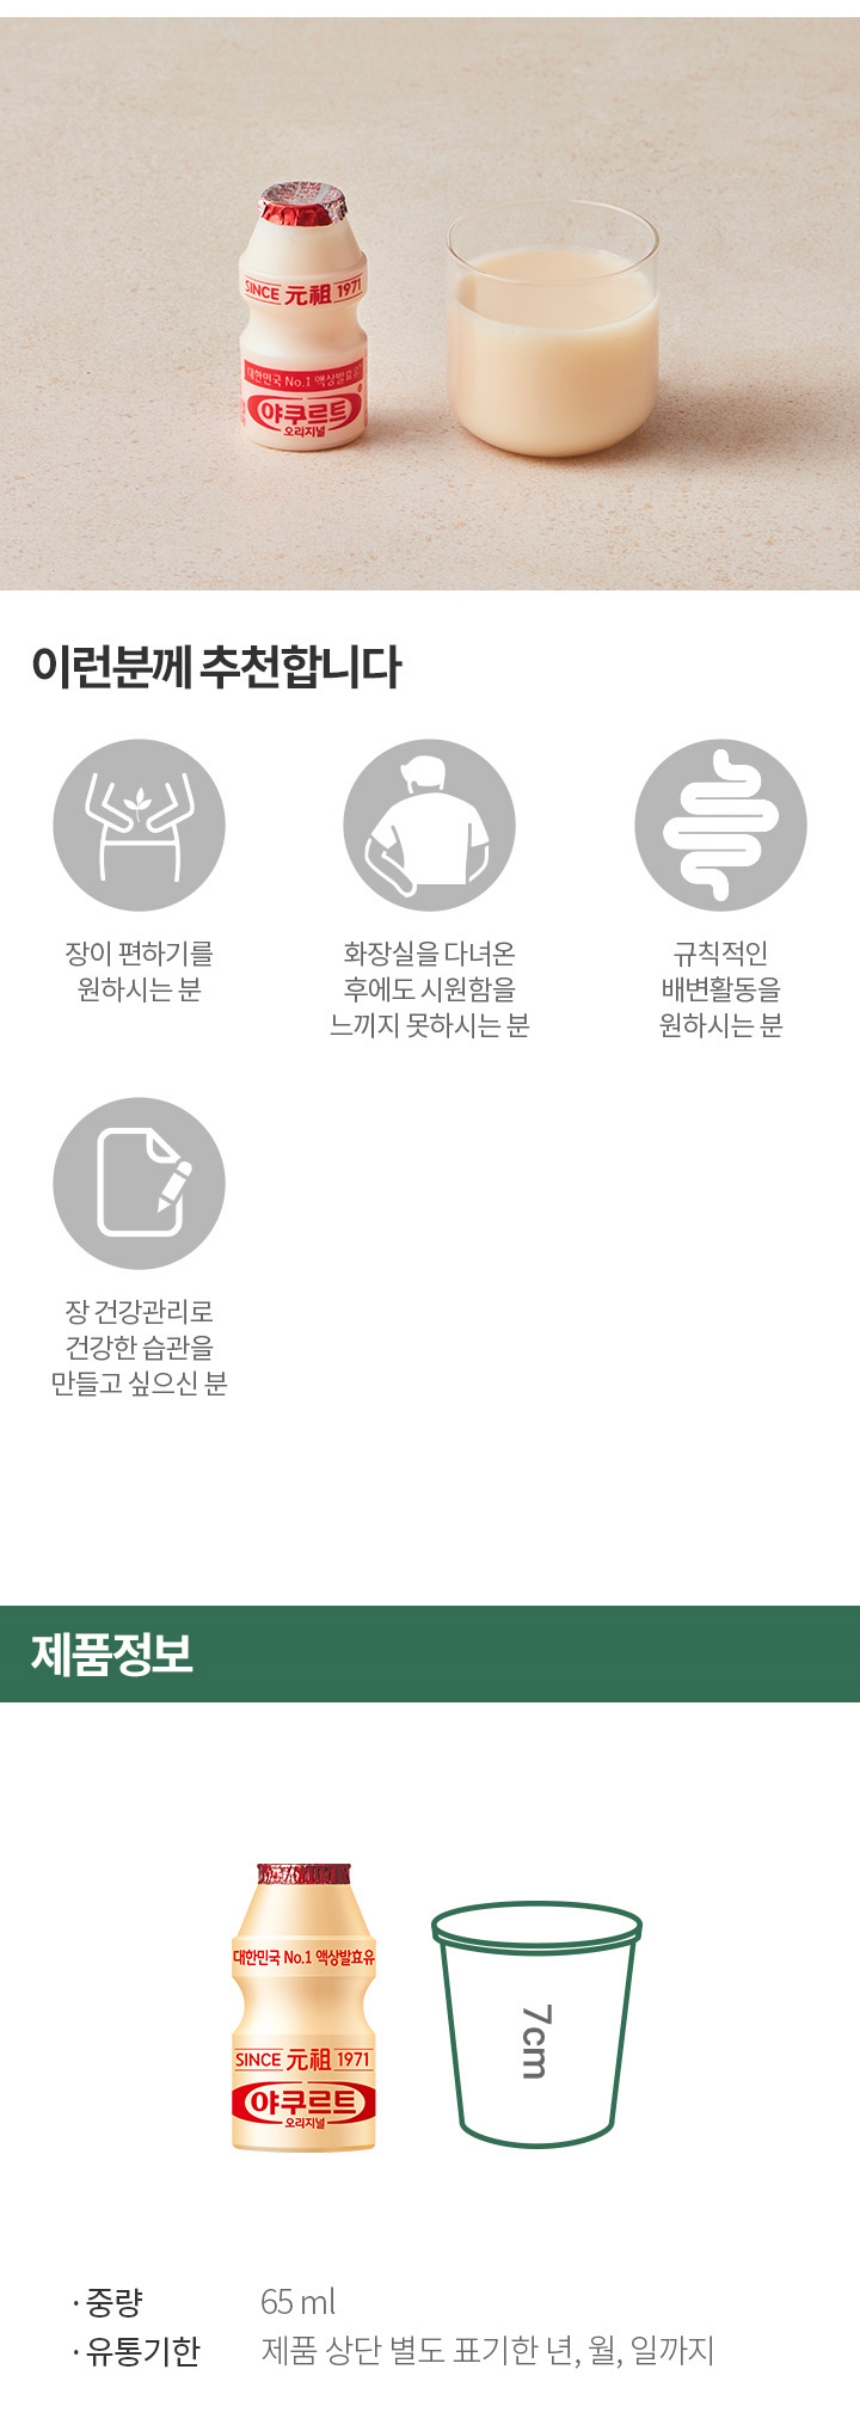 SINCE 元祖 1971
대한민국 No.1 액상발효유
야쿠르트
오리지널
이런분께 추천합니다
장이 편하기를
원하시는 분
화장실을 다녀온
후에도 시원함을
느끼지 못하시는 분
규칙적인
배변활동을
원하시는 분
장 건강관리로
건강한 습관을
만들고 싶으신 분
제품정보
대한민국 No.1 액상발효유
SINCE 元祖 1971
야쿠르트
오리지널
7cm
· 중량 65 ml
· 유통기한 제품 상단 별도 표기한 년, 월, 일까지